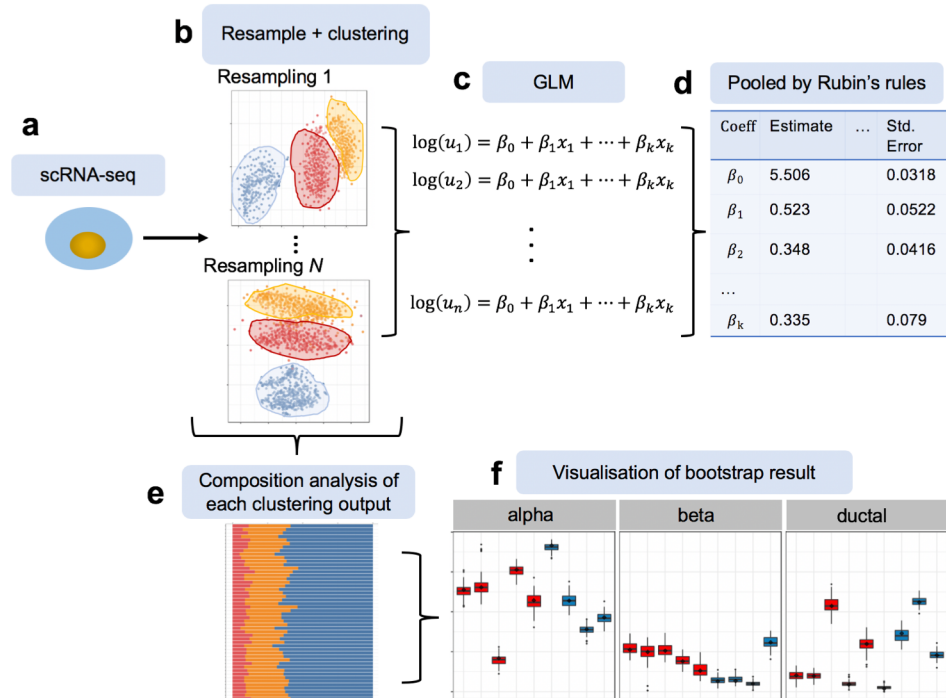 a
scRNA-seq
b
Resample + clustering
Resampling 1
Resampling N
c
GLM
log(u₁) = β₀ + β₁x₁ + ⋯ + βₖxₖ
log(u₂) = β₀ + β₁x₁ + ⋯ + βₖxₖ
log(uₙ) = β₀ + β₁x₁ + ⋯ + βₖxₖ
d
Pooled by Rubin's rules
Coeff Estimate ... Std. Error
β₀ 5.506 0.0318
β₁ 0.523 0.0522
β₂ 0.348 0.0416
...
βₖ 0.335 0.079
e
Composition analysis of
each clustering output
f
Visualisation of bootstrap result
alpha beta ductal